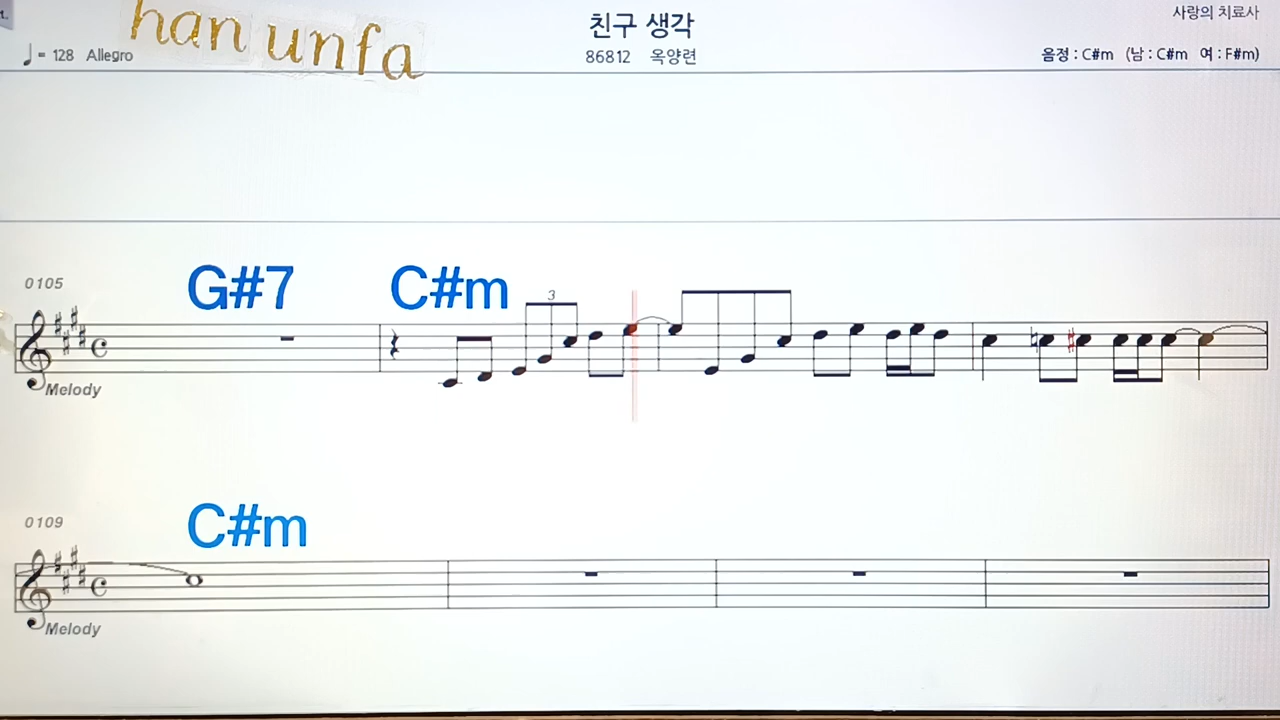 han unfa
친구 생각
사랑의 치료사
♩ = 128 Allegro
86812 옥양련
음정 : C#m (남 : C#m 여 : F#m)
0105
G#7 C#m
3
Melody
0109
C#m
Melody